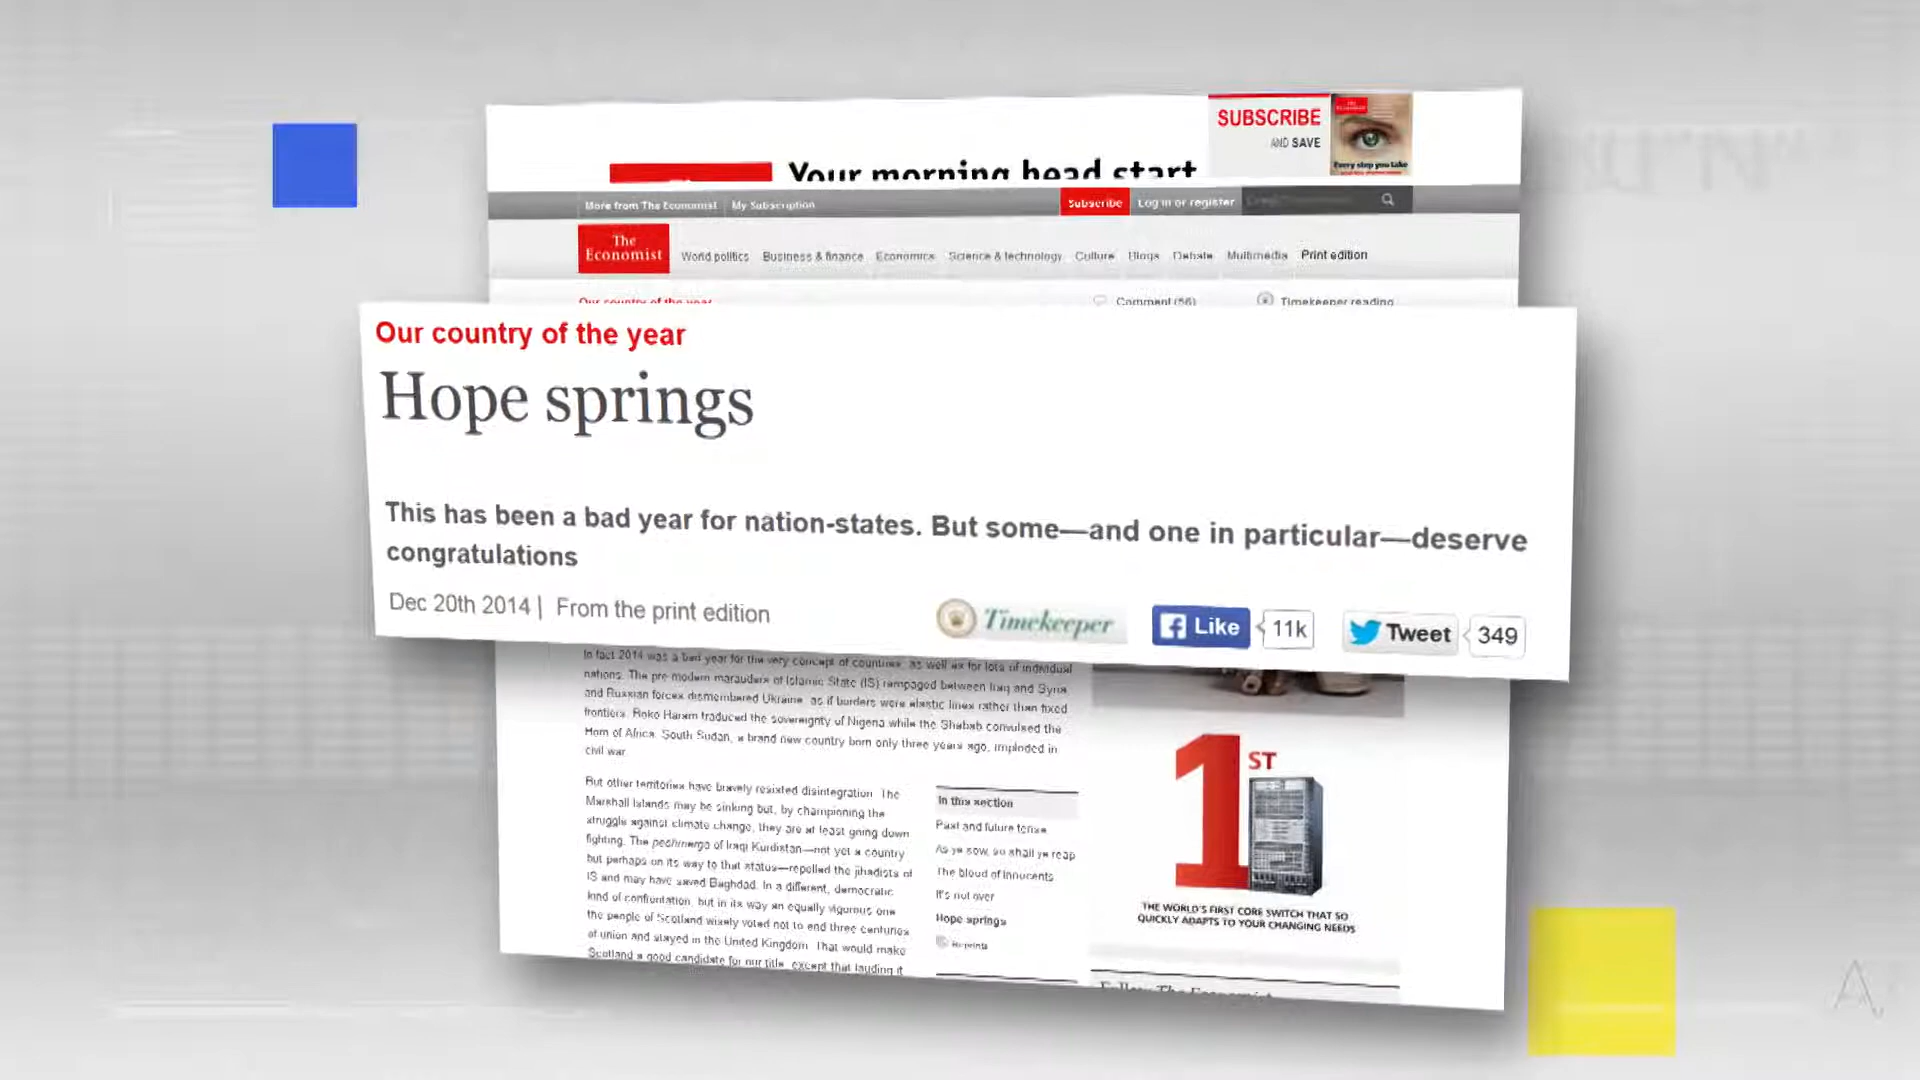 SUBSCRIBE
AND SAVE
Every step you take
Your morning head start
More from The Economist My Subscription Subscribe Log in or register
The
Economist
World politics Business & finance Economics Science & technology Culture Blogs Debate Multimedia Print edition
Our country of the year Comment (56) Timekeeper reading
Our country of the year
Hope springs
This has been a bad year for nation-states. But some—and one in particular—deserve
congratulations
Dec 20th 2014 | From the print edition
Timekeeper
Like 11k
Tweet 349
In fact 2014 was a bad year for the very concept of countries, as well as for lots of individual
nations. The pre-modern marauders of Islamic State (IS) rampaged between Iraq and Syria
and Russian forces dismembered Ukraine, as if borders were elastic lines rather than fixed
frontiers. Boko Haram traduced the sovereignty of Nigeria while the Shabab convulsed the
Horn of Africa. South Sudan, a brand new country born only three years ago, imploded in
civil war.
But other territories have bravely resisted disintegration. The
Marshall Islands may be sinking but, by championing the
struggle against climate change, they are at least going down
fighting. The peshmerga of Iraqi Kurdistan—not yet a country
but perhaps on its way to that status—repelled the jihadists of
IS and may have saved Baghdad. In a different, democratic
kind of confrontation, but in its way an equally vigorous one
the people of Scotland wisely voted not to end three centuries
of union and stayed in the United Kingdom. That would make
Scotland a good candidate for our title, except that lauding it
In this section
Past and future tense
As ye sow, so shall ye reap
The blood of innocents
It's not over
Hope springs
Reprints
1ST
THE WORLD'S FIRST CORE SWITCH THAT SO
QUICKLY ADAPTS TO YOUR CHANGING NEEDS
Follow The Economist